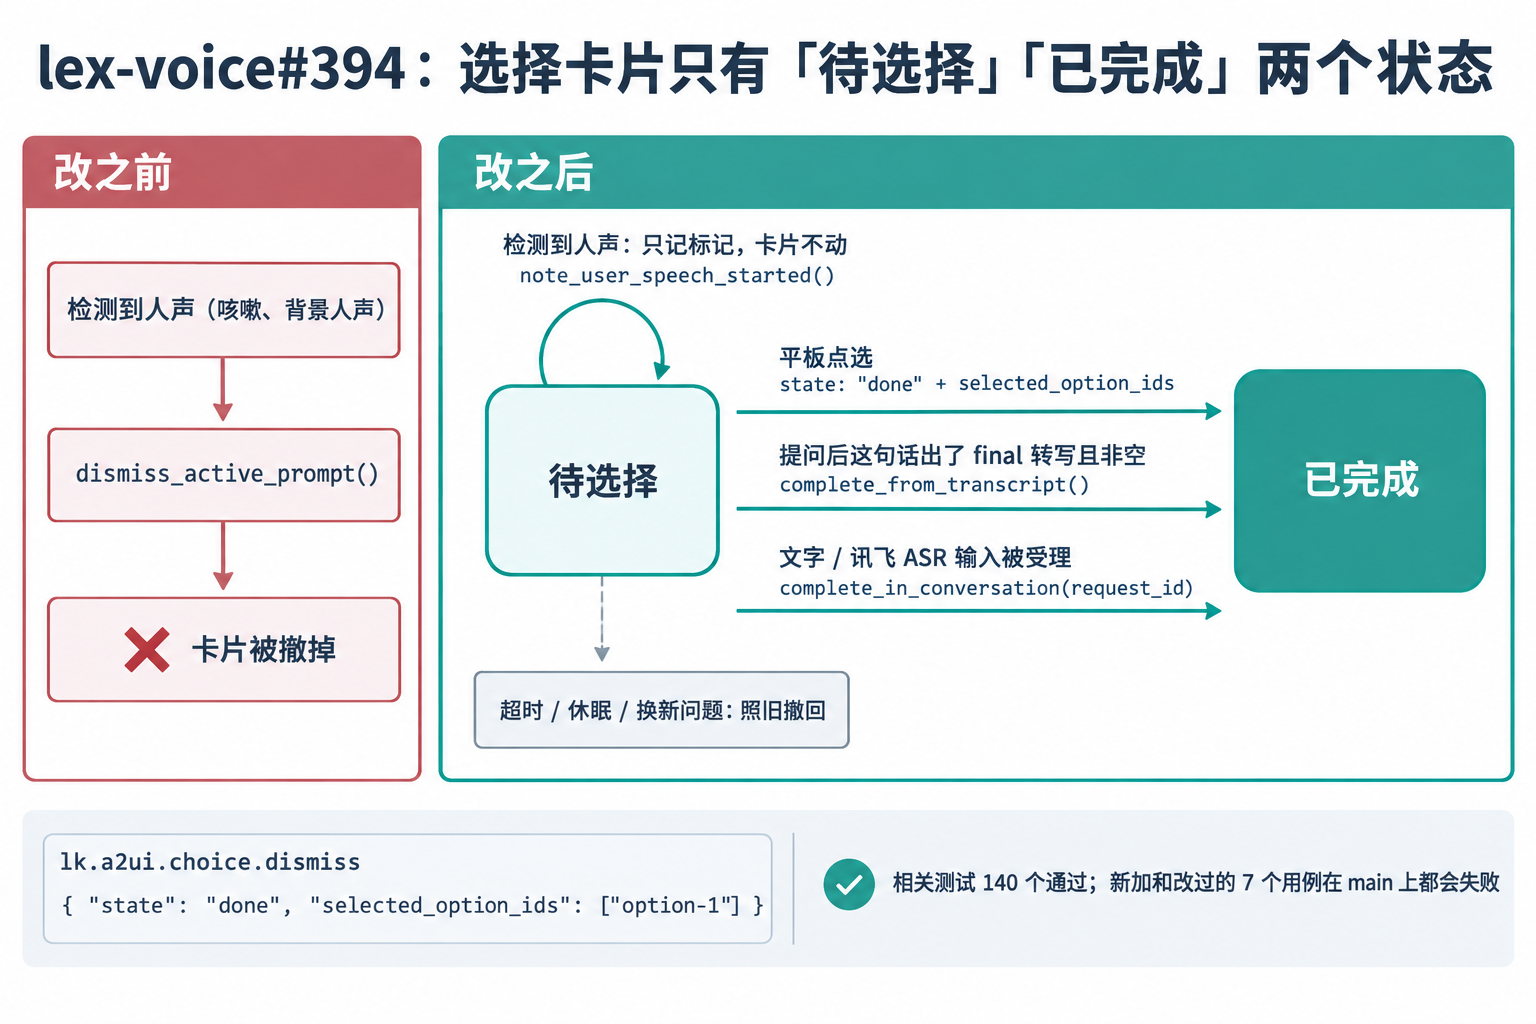 lex-voice#394：选择卡片只有「待选择」「已完成」两个状态
改之前
检测到人声（咳嗽、背景人声）
dismiss_active_prompt()
卡片被撤掉
改之后
检测到人声：只记标记，卡片不动
note_user_speech_started()
待选择
平板点选
state: "done" + selected_option_ids
提问后这句话出了 final 转写且非空
complete_from_transcript()
文字 / 讯飞 ASR 输入被受理
complete_in_conversation(request_id)
已完成
超时 / 休眠 / 换新问题：照旧撤回
lk.a2ui.choice.dismiss
{ "state": "done", "selected_option_ids": ["option-1"] }
相关测试 140 个通过；新加和改过的 7 个用例在 main 上都会失败